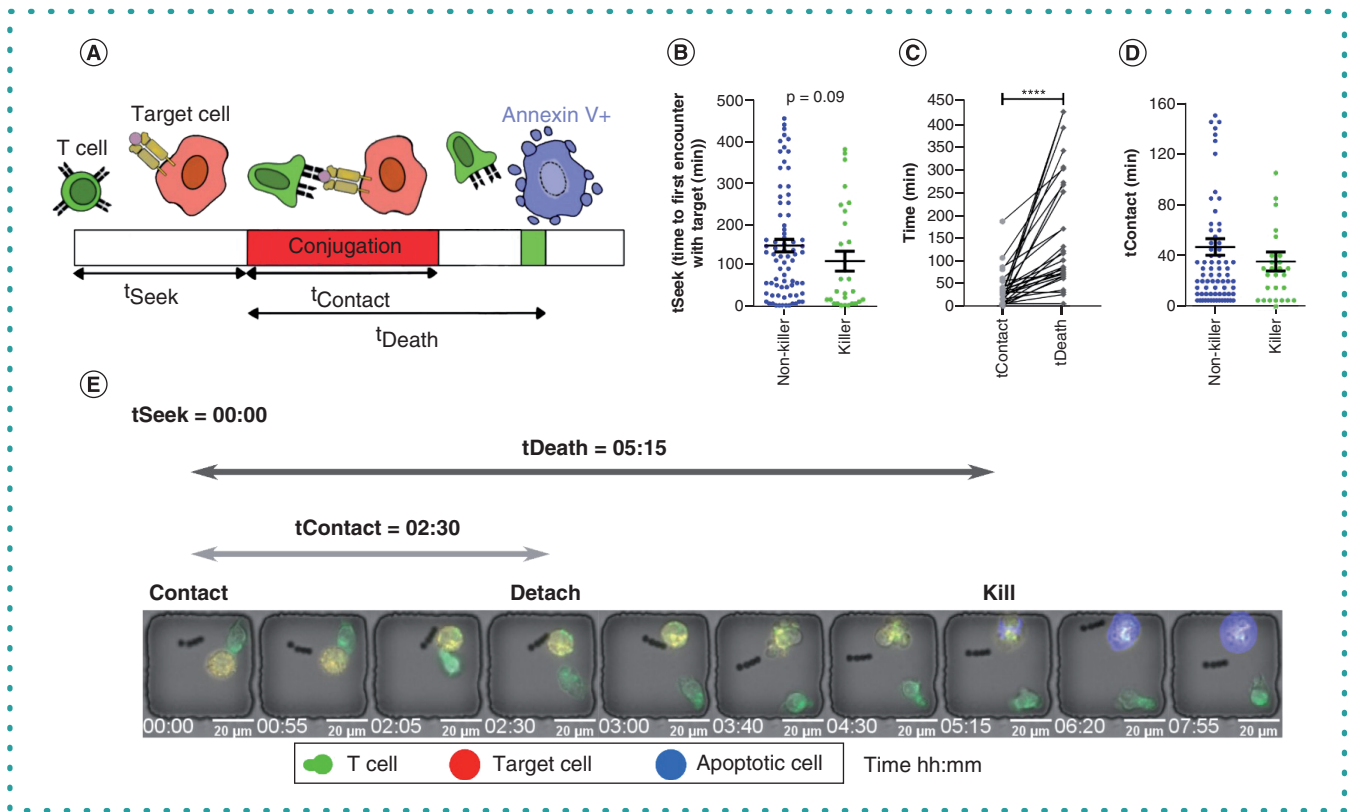 A
T cell
Target cell
Annexin V+
Conjugation
tSeek
tContact
tDeath
B
tSeek (time to first encounter
with target (min))
500
400
300
200
100
0
p = 0.09
Non-killer
Killer
C
Time (min)
450
400
350
300
250
200
150
100
50
0
****
tContact
tDeath
D
tContact (min)
160
120
80
40
0
Non-killer
Killer
E
tSeek = 00:00
tDeath = 05:15
tContact = 02:30
Contact
Detach
Kill
00:00 20 µm 00:55 20 µm 02:05 20 µm 02:30 20 µm 03:00 20 µm 03:40 20 µm 04:30 20 µm 05:15 20 µm 06:20 20 µm 07:55 20 µm
T cell Target cell Apoptotic cell Time hh:mm